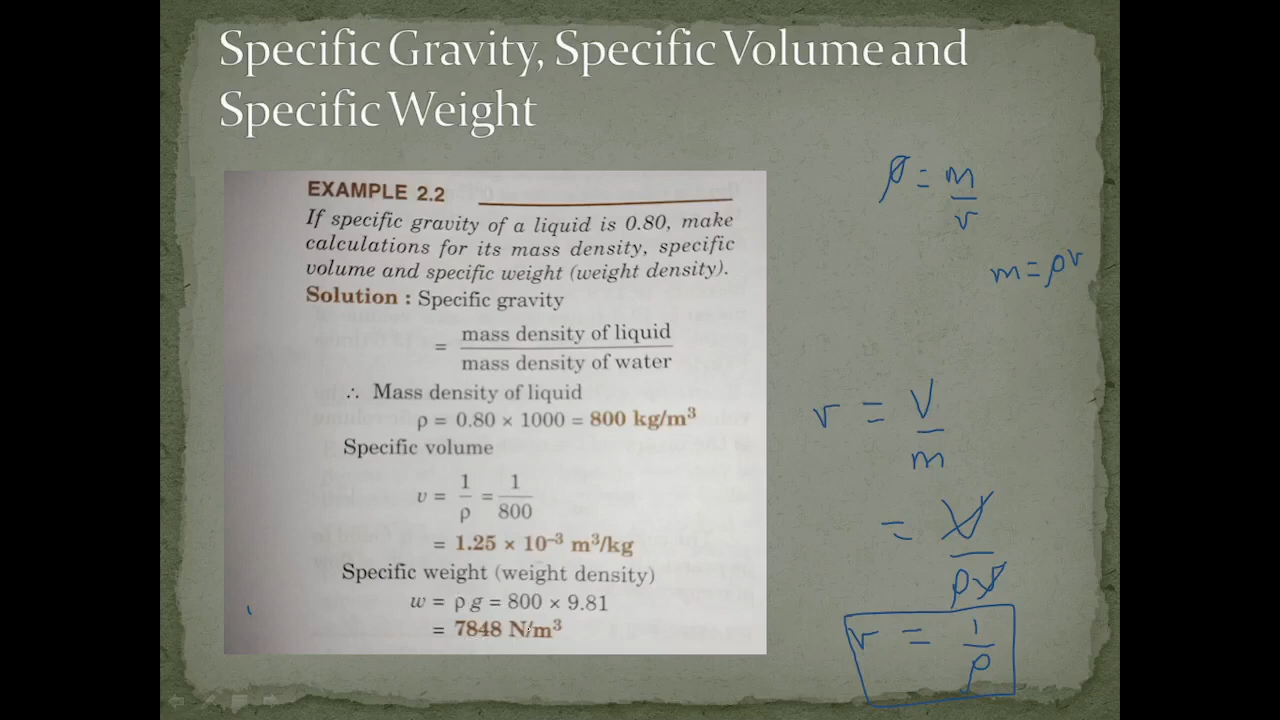 Specific Gravity, Specific Volume and
Specific Weight
EXAMPLE 2.2
If specific gravity of a liquid is 0.80, make
calculations for its mass density, specific
volume and specific weight (weight density).
Solution : Specific gravity
= mass density of liquid
mass density of water
∴ Mass density of liquid
ρ = 0.80 × 1000 = 800 kg/m³
Specific volume
υ = 1/ρ = 1/800
= 1.25 × 10⁻³ m³/kg
Specific weight (weight density)
w = ρ g = 800 × 9.81
= 7848 N/m³
ρ = m/v
m = ρv
v = V/m
= V/ρV
v = 1/ρ